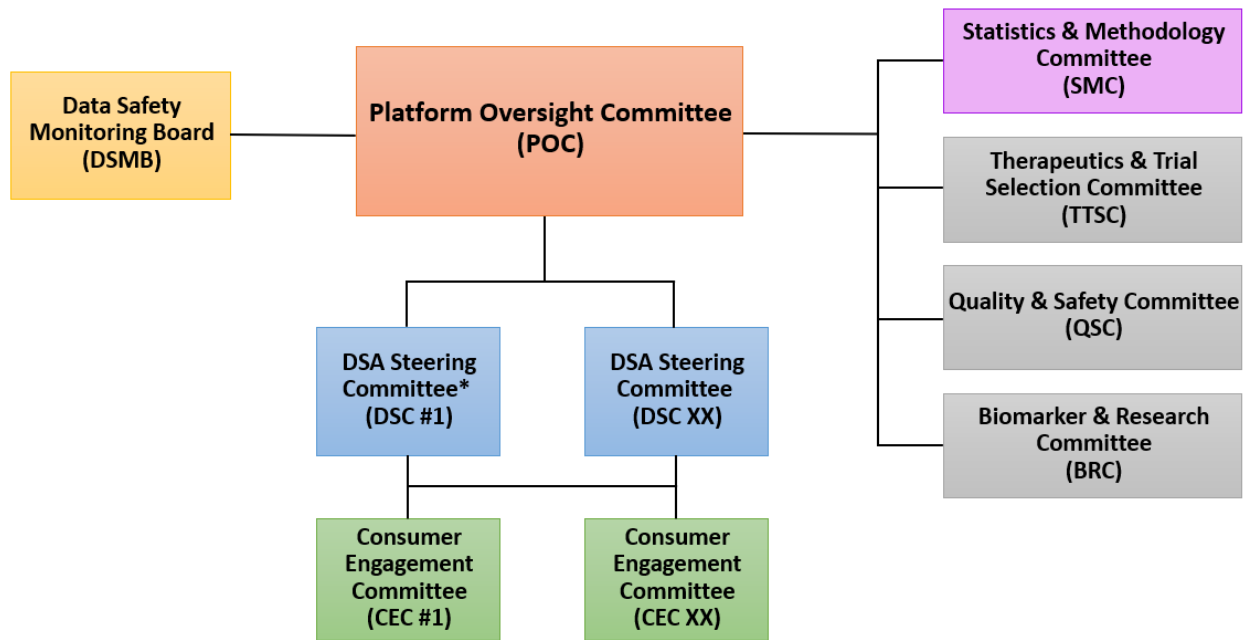 Data Safety
Monitoring Board
(DSMB)
Platform Oversight Committee
(POC)
Statistics & Methodology
Committee
(SMC)
Therapeutics & Trial
Selection Committee
(TTSC)
Quality & Safety Committee
(QSC)
Biomarker & Research
Committee
(BRC)
DSA Steering
Committee*
(DSC #1)
DSA Steering
Committee
(DSC XX)
Consumer
Engagement
Committee
(CEC #1)
Consumer
Engagement
Committee
(CEC XX)